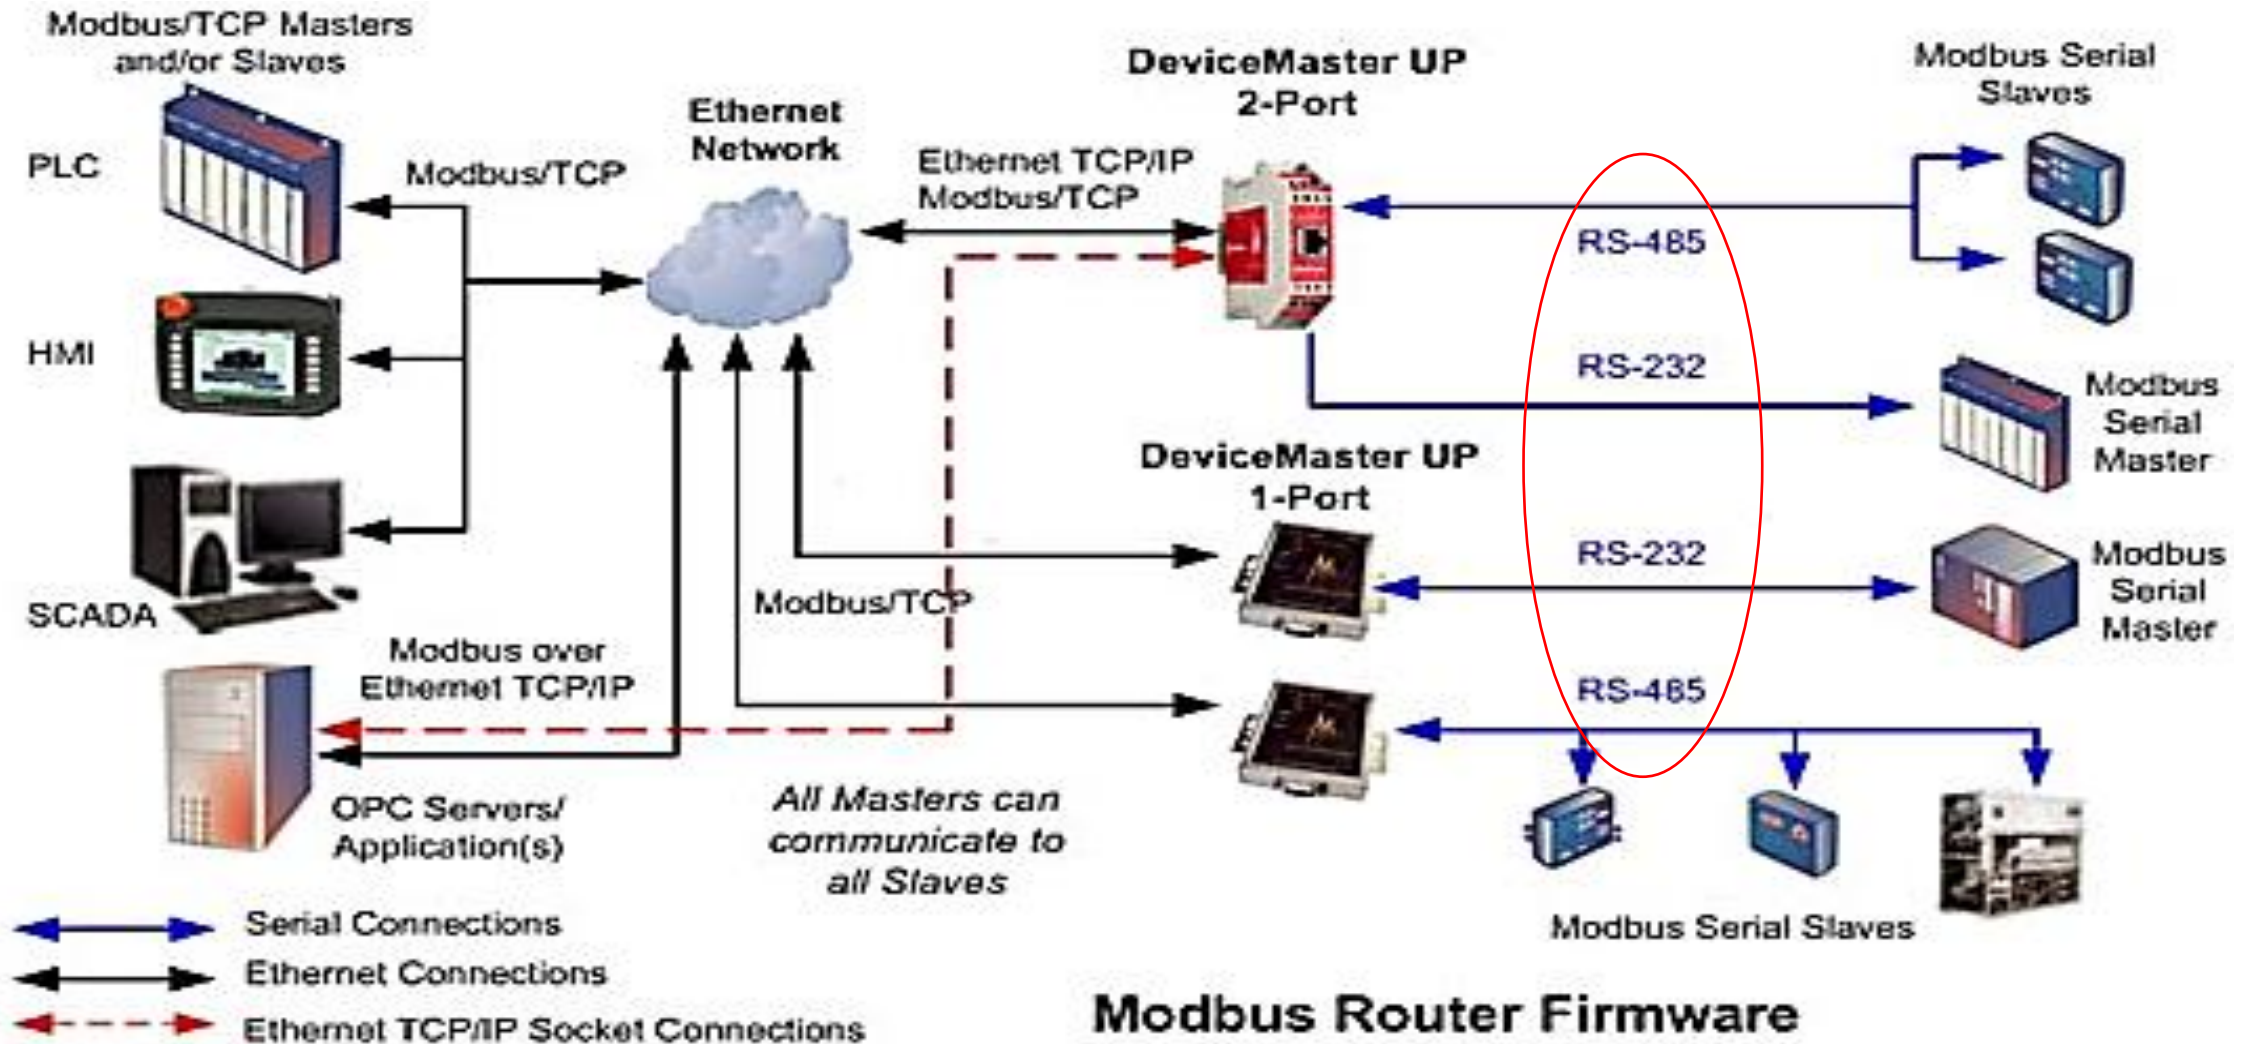 Modbus/TCP Masters
and/or Slaves
PLC
HMI
SCADA
Modbus/TCP
Ethernet
Network
Ethernet TCP/IP
Modbus/TCP
DeviceMaster UP
2-Port
Modbus Serial
Slaves
RS-485
RS-232
Modbus
Serial
Master
DeviceMaster UP
1-Port
RS-232
Modbus
Serial
Master
Modbus/TCP
Modbus over
Ethernet TCP/IP
RS-485
OPC Servers/
Application(s)
All Masters can
communicate to
all Slaves
Modbus Serial Slaves
Serial Connections
Ethernet Connections
Ethernet TCP/IP Socket Connections
Modbus Router Firmware